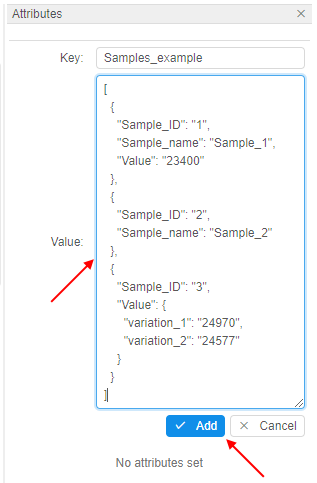 Attributes
Key: Samples_example
Value:
[
  {
    "Sample_ID": "1",
    "Sample_name": "Sample_1",
    "Value": "23400"
  },
  {
    "Sample_ID": "2",
    "Sample_name": "Sample_2"
  },
  {
    "Sample_ID": "3",
    "Value": {
      "variation_1": "24970",
      "variation_2": "24577"
    }
  }
]
Add Cancel
No attributes set